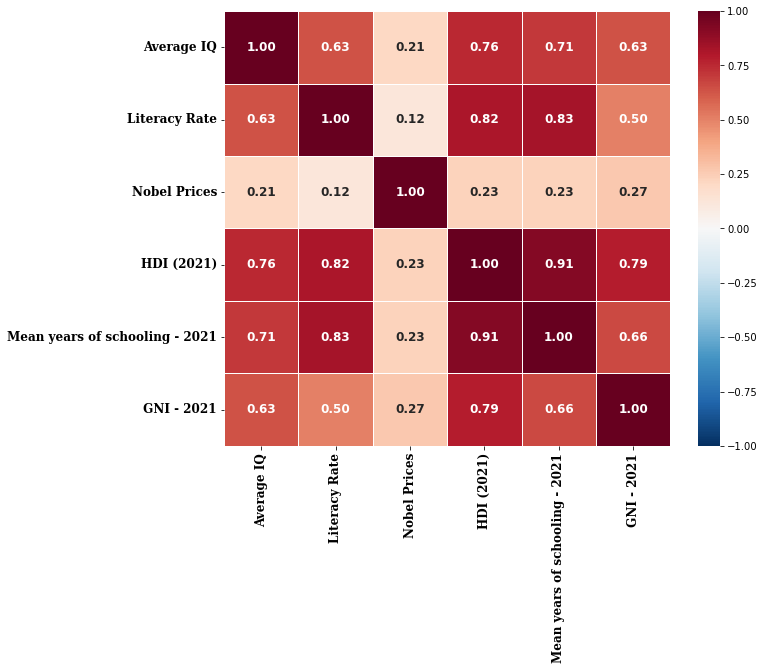 Average IQ 1.00 0.63 0.21 0.76 0.71 0.63
Literacy Rate 0.63 1.00 0.12 0.82 0.83 0.50
Nobel Prices 0.21 0.12 1.00 0.23 0.23 0.27
HDI (2021) 0.76 0.82 0.23 1.00 0.91 0.79
Mean years of schooling - 2021 0.71 0.83 0.23 0.91 1.00 0.66
GNI - 2021 0.63 0.50 0.27 0.79 0.66 1.00
Average IQ
Literacy Rate
Nobel Prices
HDI (2021)
Mean years of schooling - 2021
GNI - 2021
1.00
0.75
0.50
0.25
0.00
−0.25
−0.50
−0.75
−1.00